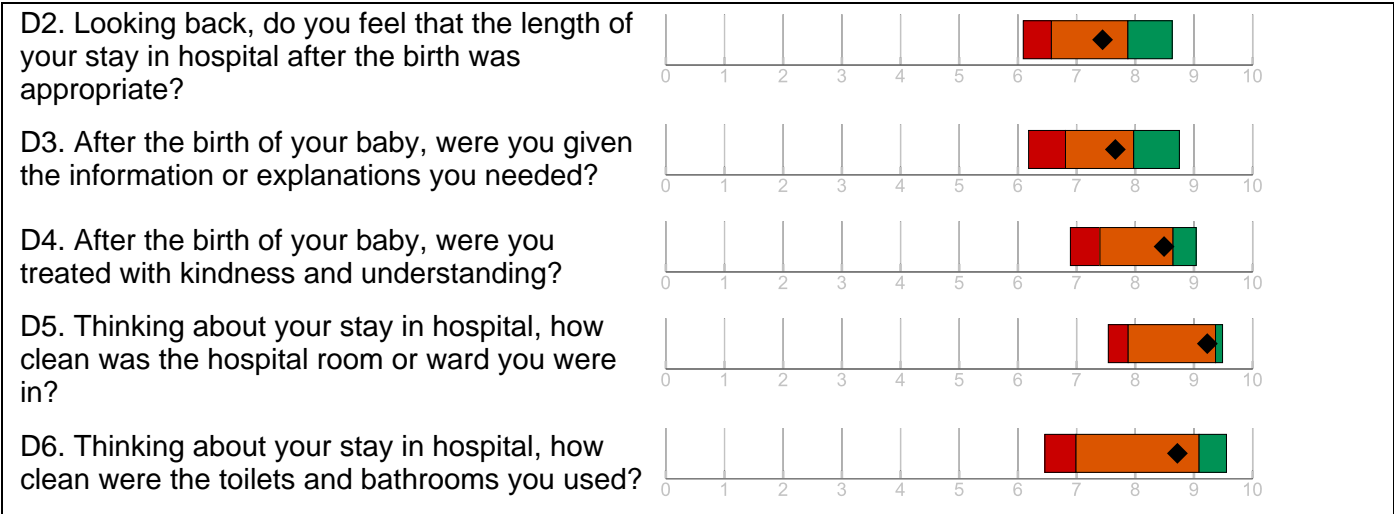 D2. Looking back, do you feel that the length of
your stay in hospital after the birth was
appropriate?
0 1 2 3 4 5 6 7 8 9 10
D3. After the birth of your baby, were you given
the information or explanations you needed?
0 1 2 3 4 5 6 7 8 9 10
D4. After the birth of your baby, were you
treated with kindness and understanding?
0 1 2 3 4 5 6 7 8 9 10
D5. Thinking about your stay in hospital, how
clean was the hospital room or ward you were
in?
0 1 2 3 4 5 6 7 8 9 10
D6. Thinking about your stay in hospital, how
clean were the toilets and bathrooms you used?
0 1 2 3 4 5 6 7 8 9 10